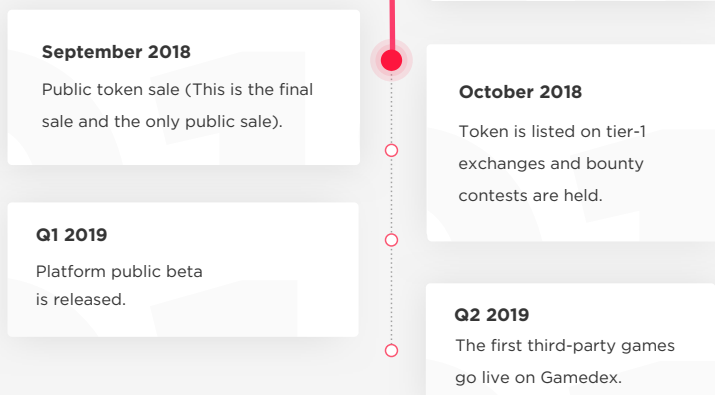 September 2018
Public token sale (This is the final
sale and the only public sale).
October 2018
Token is listed on tier-1
exchanges and bounty
contests are held.
Q1 2019
Platform public beta
is released.
Q2 2019
The first third-party games
go live on Gamedex.